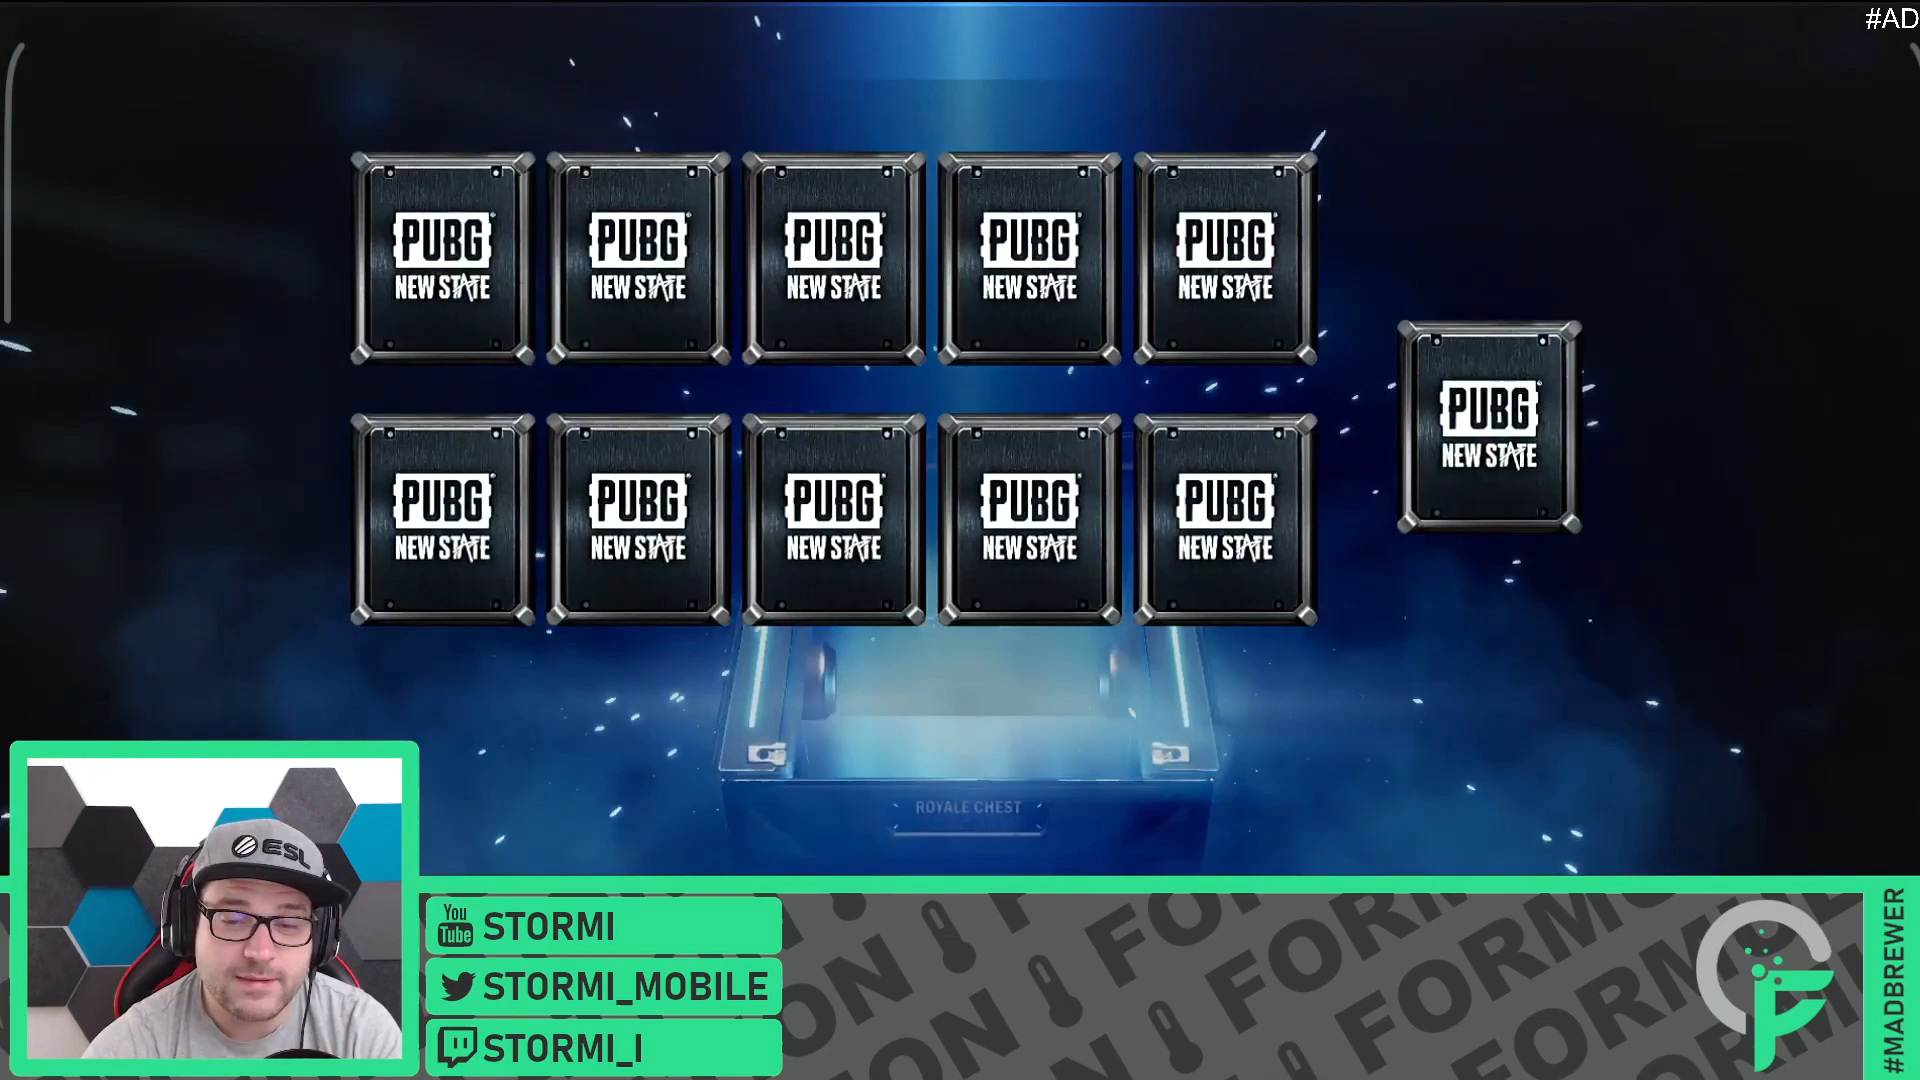 #AD
PUBG
NEW STATE
PUBG
NEW STATE
PUBG
NEW STATE
PUBG
NEW STATE
PUBG
NEW STATE
PUBG
NEW STATE
PUBG
NEW STATE
PUBG
NEW STATE
PUBG
NEW STATE
PUBG
NEW STATE
PUBG
NEW STATE
ROYALE CHEST
ESL
You Tube STORMI
STORMI_MOBILE
STORMI_I
#MADBREWER